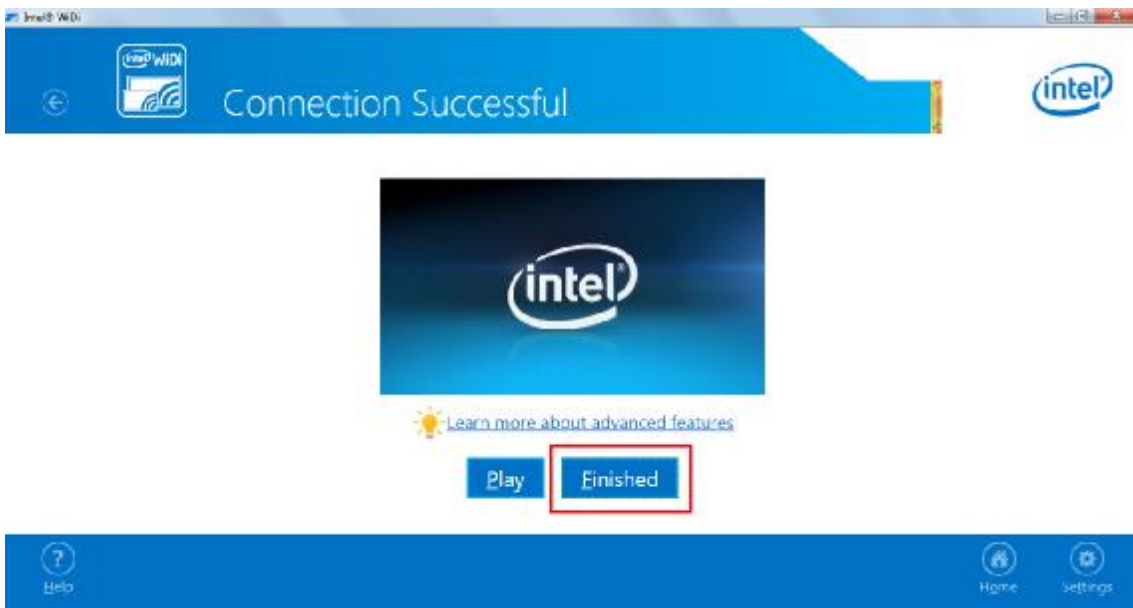 Intel® WiDi
intel WiDi
Connection Successful
intel
intel
Learn more about advanced features
Play
Finished
Help
Home
Settings